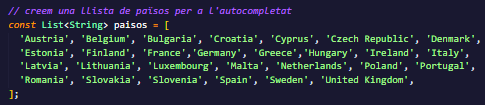 // creem una Llista de països per a l'autocompletat
const List<String> paisos = [
'Austria', 'Belgium', 'Bulgaria', 'Croatia', 'Cyprus', 'Czech Republic', 'Denmark',
'Estonia', 'Finland', 'France','Germany', 'Greece','Hungary', 'Ireland', 'Italy',
'Latvia', 'Lithuania', 'Luxembourg', 'Malta', 'Netherlands', 'Poland', 'Portugal',
'Romania', 'Slovakia', 'Slovenia', 'Spain', 'Sweden', 'United Kingdom',
];